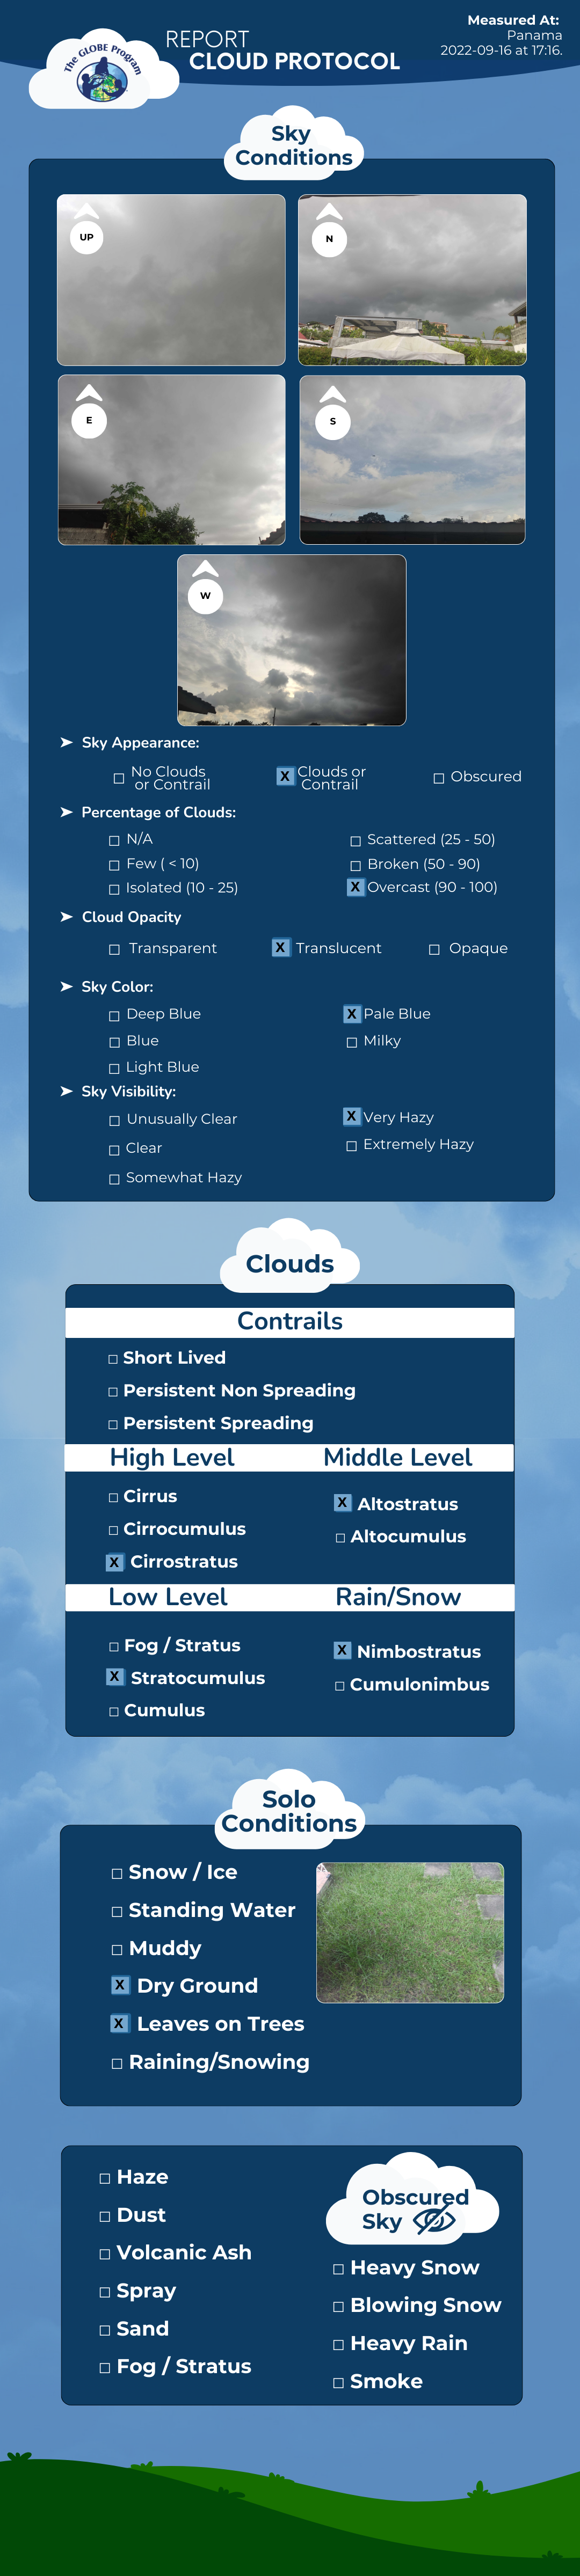 Measured At:
Panama
2022-09-16 at 17:16.
The GLOBE Program
REPORT
CLOUD PROTOCOL
Sky
Conditions
UP
N
E
S
W
➤ Sky Appearance:
☐ No Clouds or Contrail
X Clouds or Contrail
☐ Obscured
➤ Percentage of Clouds:
☐ N/A
☐ Few ( < 10)
☐ Isolated (10 - 25)
☐ Scattered (25 - 50)
☐ Broken (50 - 90)
X Overcast (90 - 100)
➤ Cloud Opacity
☐ Transparent
X Translucent
☐ Opaque
➤ Sky Color:
☐ Deep Blue
☐ Blue
☐ Light Blue
X Pale Blue
☐ Milky
➤ Sky Visibility:
☐ Unusually Clear
☐ Clear
☐ Somewhat Hazy
X Very Hazy
☐ Extremely Hazy
Clouds
Contrails
☐ Short Lived
☐ Persistent Non Spreading
☐ Persistent Spreading
High Level
☐ Cirrus
☐ Cirrocumulus
X Cirrostratus
Middle Level
X Altostratus
☐ Altocumulus
Low Level
☐ Fog / Stratus
X Stratocumulus
☐ Cumulus
Rain/Snow
X Nimbostratus
☐ Cumulonimbus
Solo
Conditions
☐ Snow / Ice
☐ Standing Water
☐ Muddy
X Dry Ground
X Leaves on Trees
☐ Raining/Snowing
☐ Haze
☐ Dust
☐ Volcanic Ash
☐ Spray
☐ Sand
☐ Fog / Stratus
Obscured
Sky
☐ Heavy Snow
☐ Blowing Snow
☐ Heavy Rain
☐ Smoke